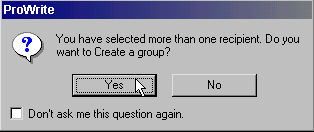 ProWrite
You have selected more than one recipient. Do you
want to Create a group?
Yes
No
Don't ask me this question again.